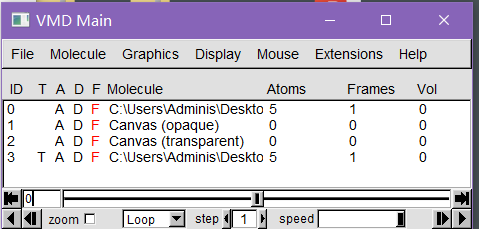 VMD Main
File Molecule Graphics Display Mouse Extensions Help
ID T A D F Molecule Atoms Frames Vol
0 A D F C:\Users\Adminis\Deskto 5 1 0
1 A D F Canvas (opaque) 0 0 0
2 A D F Canvas (transparent) 0 0 0
3 T A D F C:\Users\Adminis\Deskto 5 1 0
0
zoom Loop step 1 speed